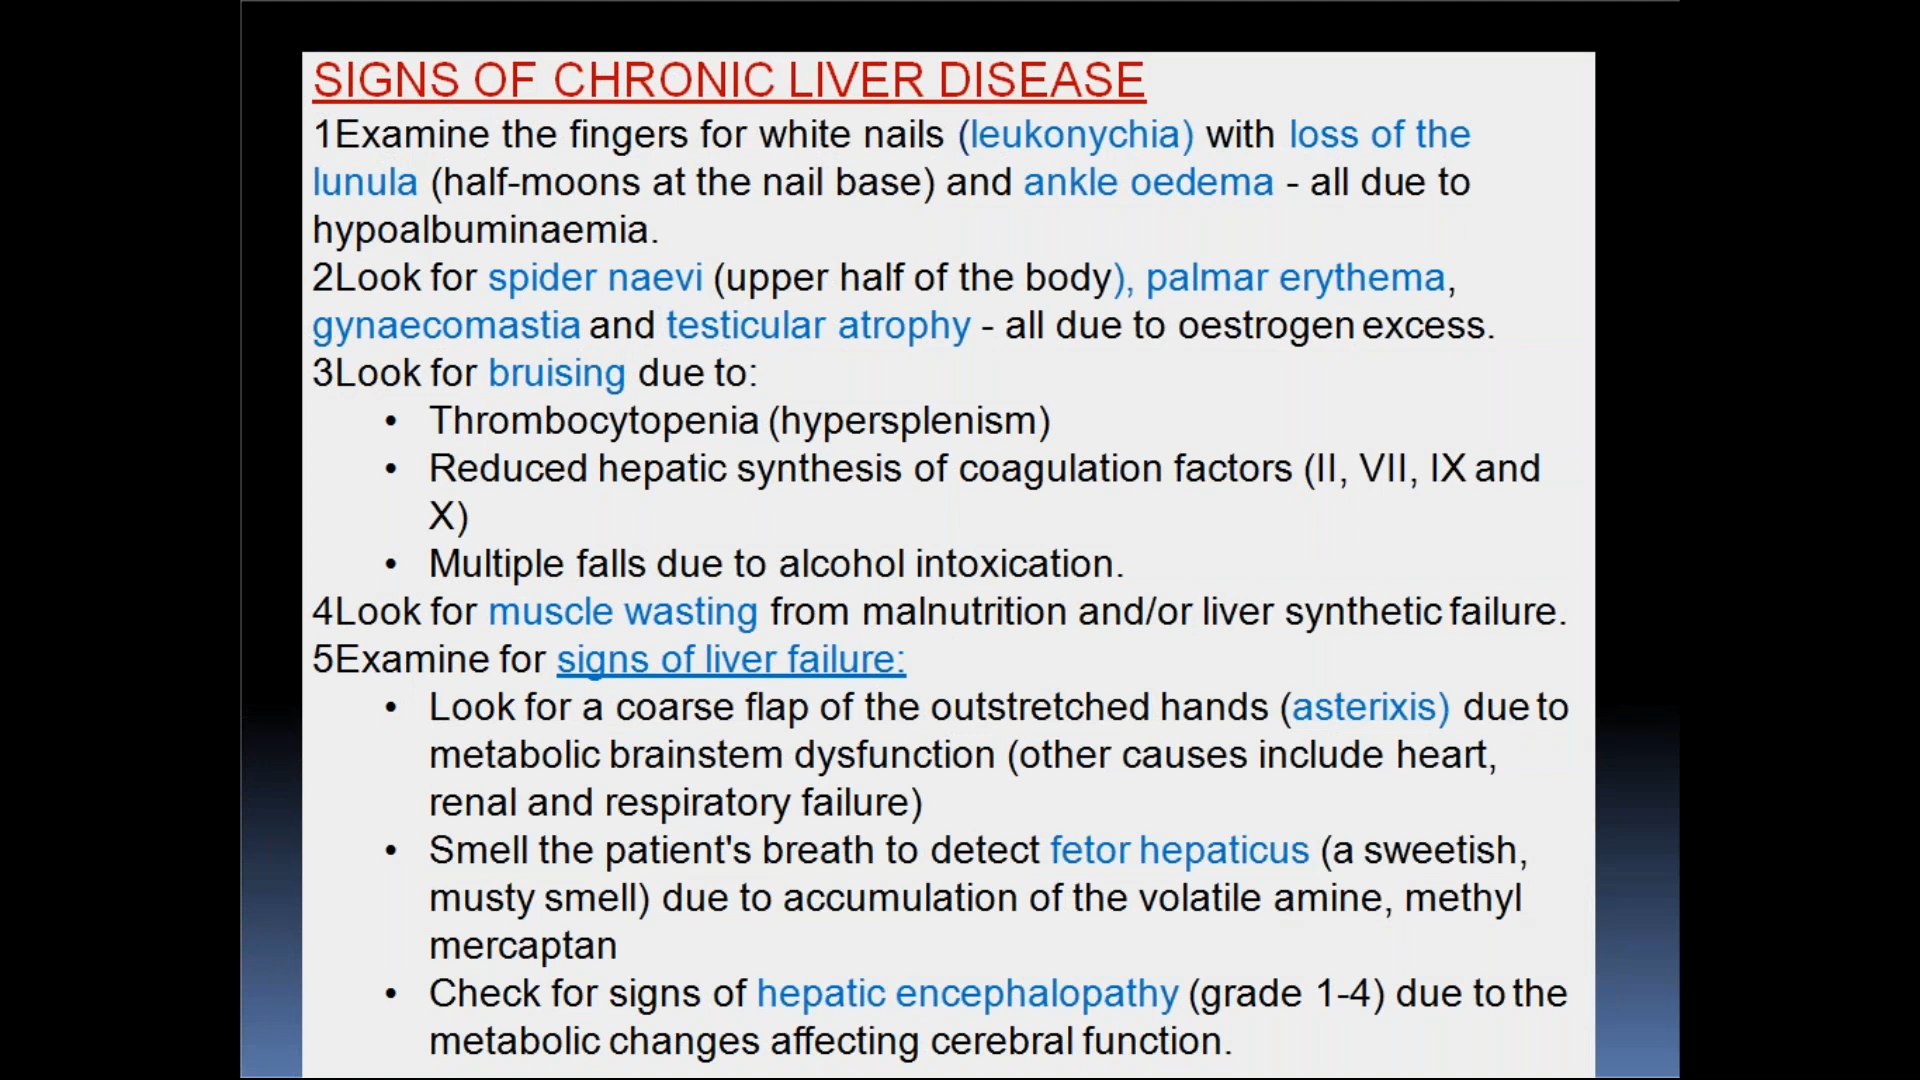 SIGNS OF CHRONIC LIVER DISEASE
1Examine the fingers for white nails (leukonychia) with loss of the
lunula (half-moons at the nail base) and ankle oedema - all due to
hypoalbuminaemia.
2Look for spider naevi (upper half of the body), palmar erythema,
gynaecomastia and testicular atrophy - all due to oestrogen excess.
3Look for bruising due to:
• Thrombocytopenia (hypersplenism)
• Reduced hepatic synthesis of coagulation factors (II, VII, IX and
X)
• Multiple falls due to alcohol intoxication.
4Look for muscle wasting from malnutrition and/or liver synthetic failure.
5Examine for signs of liver failure:
• Look for a coarse flap of the outstretched hands (asterixis) due to
metabolic brainstem dysfunction (other causes include heart,
renal and respiratory failure)
• Smell the patient's breath to detect fetor hepaticus (a sweetish,
musty smell) due to accumulation of the volatile amine, methyl
mercaptan
• Check for signs of hepatic encephalopathy (grade 1-4) due to the
metabolic changes affecting cerebral function.